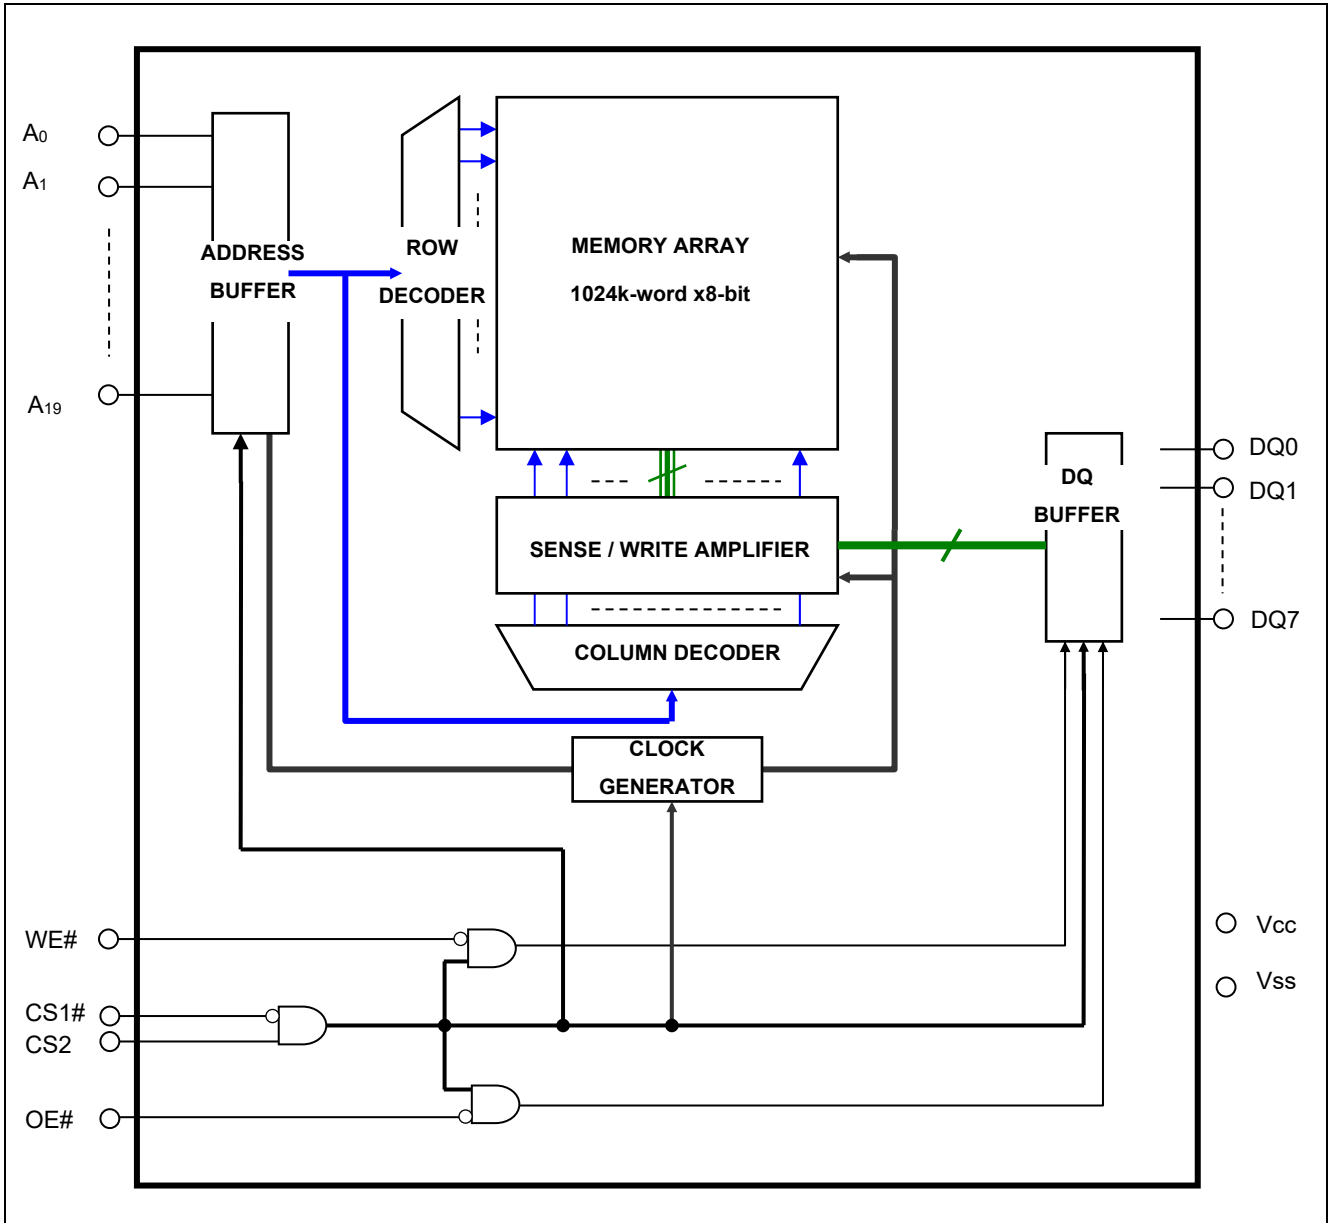 A0
A1
A19
ADDRESS
BUFFER
ROW
DECODER
MEMORY ARRAY
1024k-word x8-bit
SENSE / WRITE AMPLIFIER
COLUMN DECODER
CLOCK
GENERATOR
DQ
BUFFER
DQ0
DQ1
DQ7
WE#
CS1#
CS2
OE#
Vcc
Vss